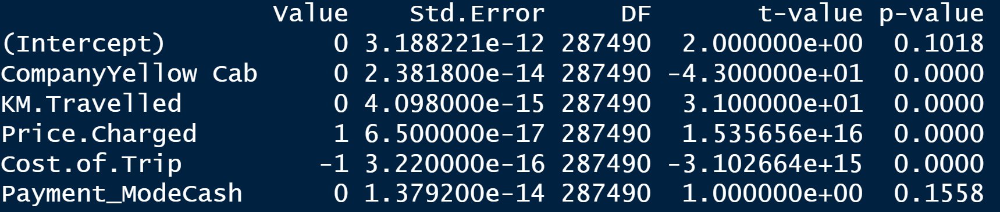 Value Std.Error DF t-value p-value
(Intercept) 0 3.188221e-12 287490 2.000000e+00 0.1018
CompanyYellow Cab 0 2.381800e-14 287490 -4.300000e+01 0.0000
KM.Travelled 0 4.098000e-15 287490 3.100000e+01 0.0000
Price.Charged 1 6.500000e-17 287490 1.535656e+16 0.0000
Cost.of.Trip -1 3.220000e-16 287490 -3.102664e+15 0.0000
Payment_ModeCash 0 1.379200e-14 287490 1.000000e+00 0.1558